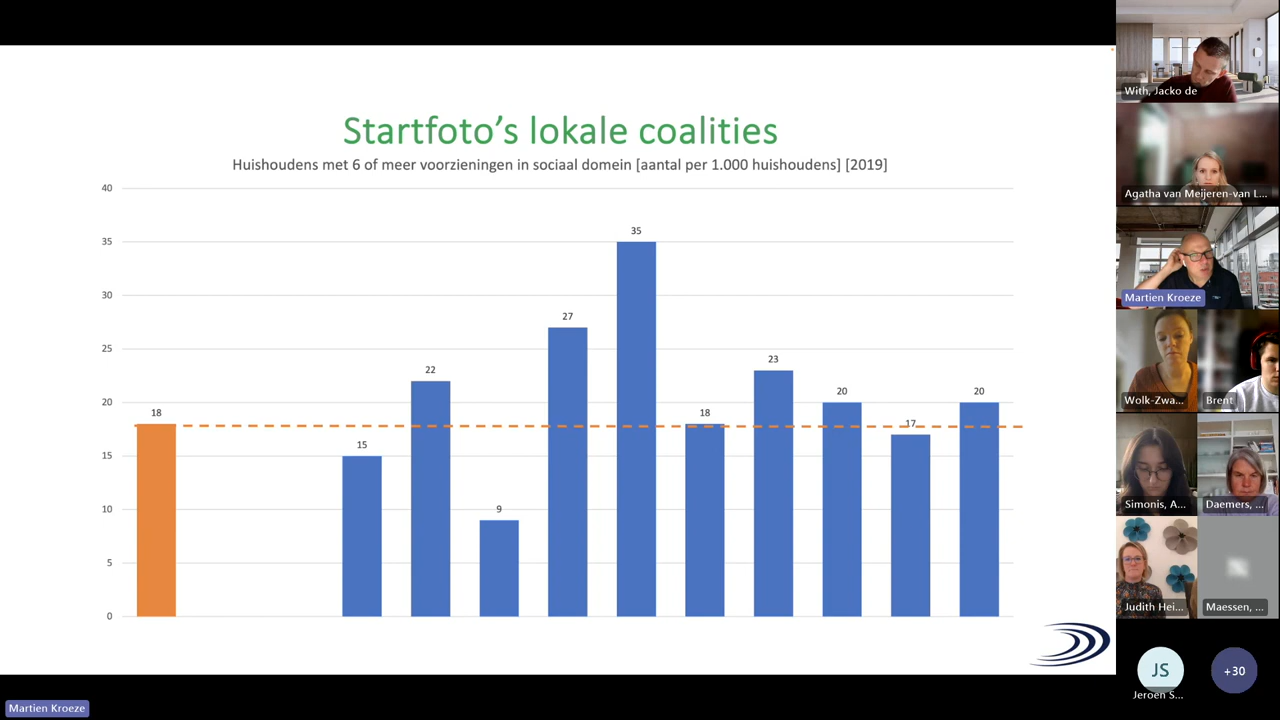 Startfoto's lokale coalities
Huishoudens met 6 of meer voorzieningen in sociaal domein [aantal per 1.000 huishoudens] [2019]
40
35
30
25
20
15
10
5
0
18
15
22
9
27
35
18
23
20
17
20
With, Jacko de
Agatha van Meijeren-van L...
Martien Kroeze
Wolk-Zwa...
Brent
Simonis, A...
Daemers, ...
Judith Hei...
Maessen, ...
JS
Jeroen S...
+30
Martien Kroeze